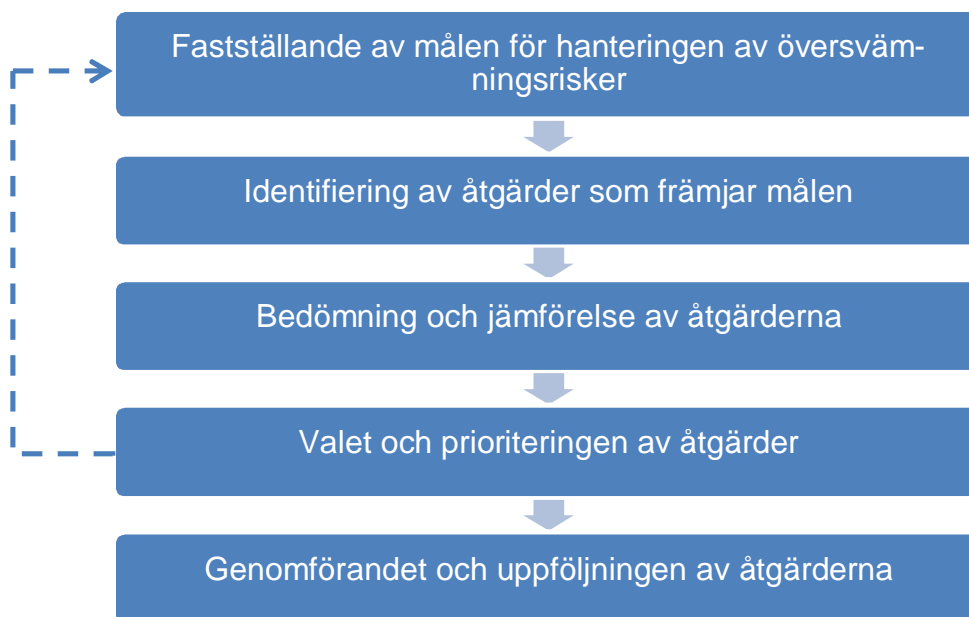 Fastställande av målen för hanteringen av översväm-
ningsrisker
Identifiering av åtgärder som främjar målen
Bedömning och jämförelse av åtgärderna
Valet och prioriteringen av åtgärder
Genomförandet och uppföljningen av åtgärderna